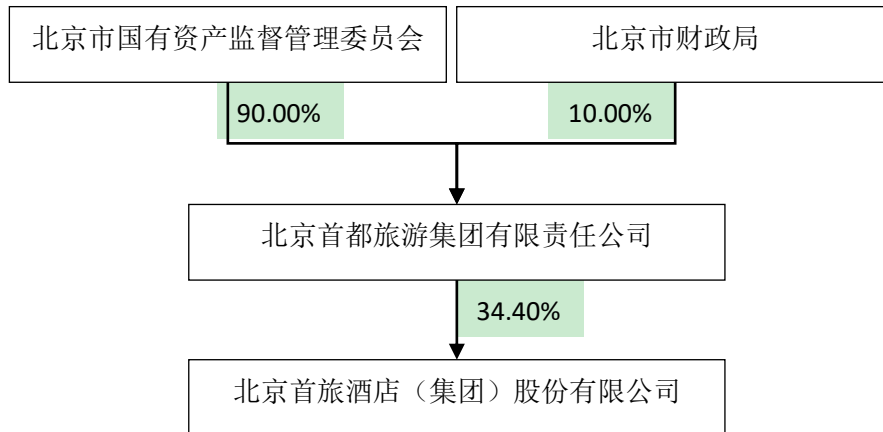 北京市国有资产监督管理委员会
北京市财政局
90.00%
10.00%
北京首都旅游集团有限责任公司
34.40%
北京首旅酒店（集团）股份有限公司